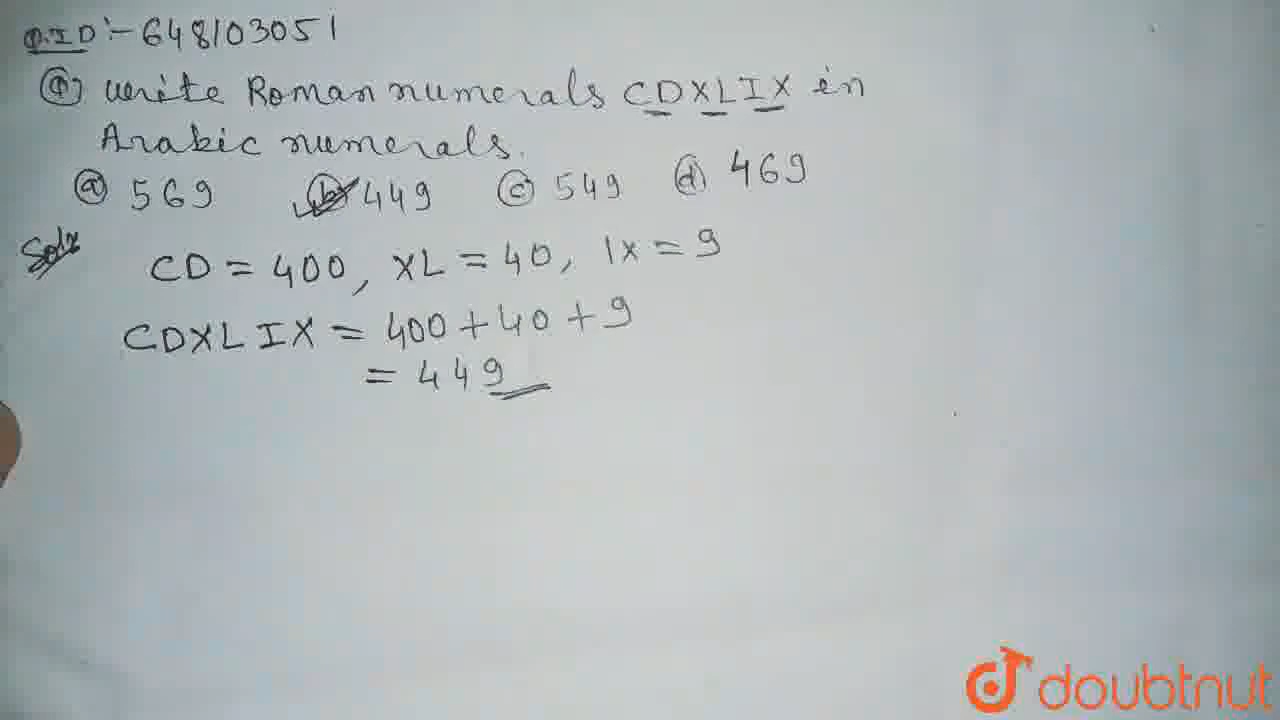 Q.ID:- 648103051
Q) Write Roman numerals CDXLIX in
Arabic numerals.
(a) 569 (b) 449 (c) 549 (d) 469
Soln
CD = 400, XL = 40, IX = 9
CDXLIX = 400 + 40 + 9
= 449
doubtnut